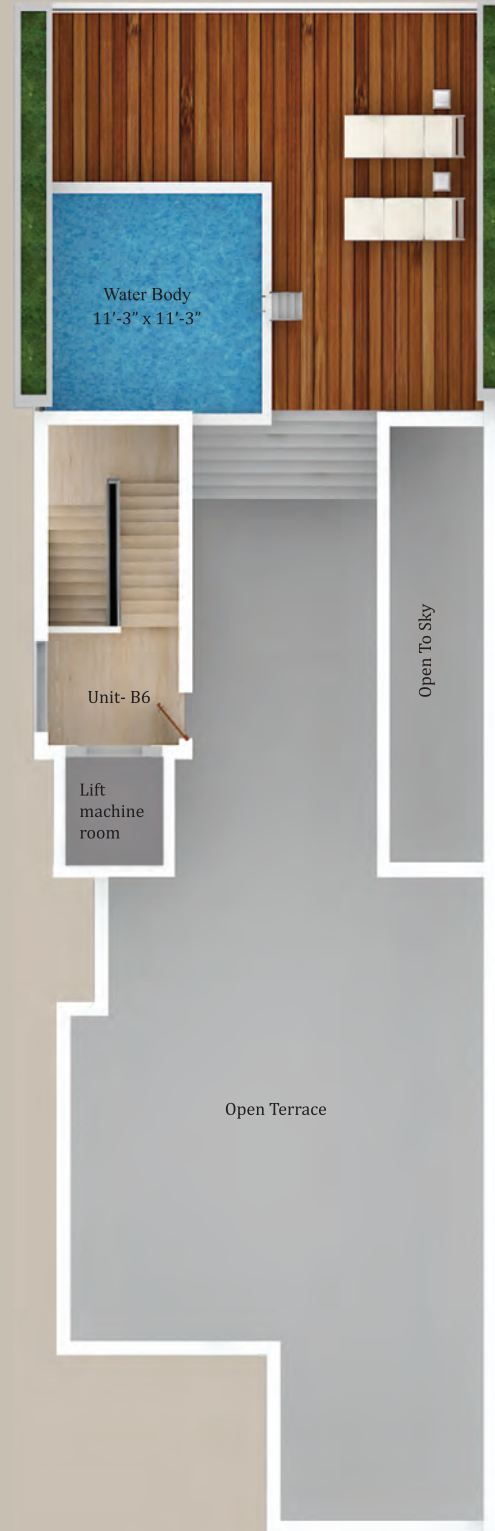 Water Body
11’-3” x 11’-3”
Open To Sky
Unit- B6
Lift
machine
room
Open Terrace